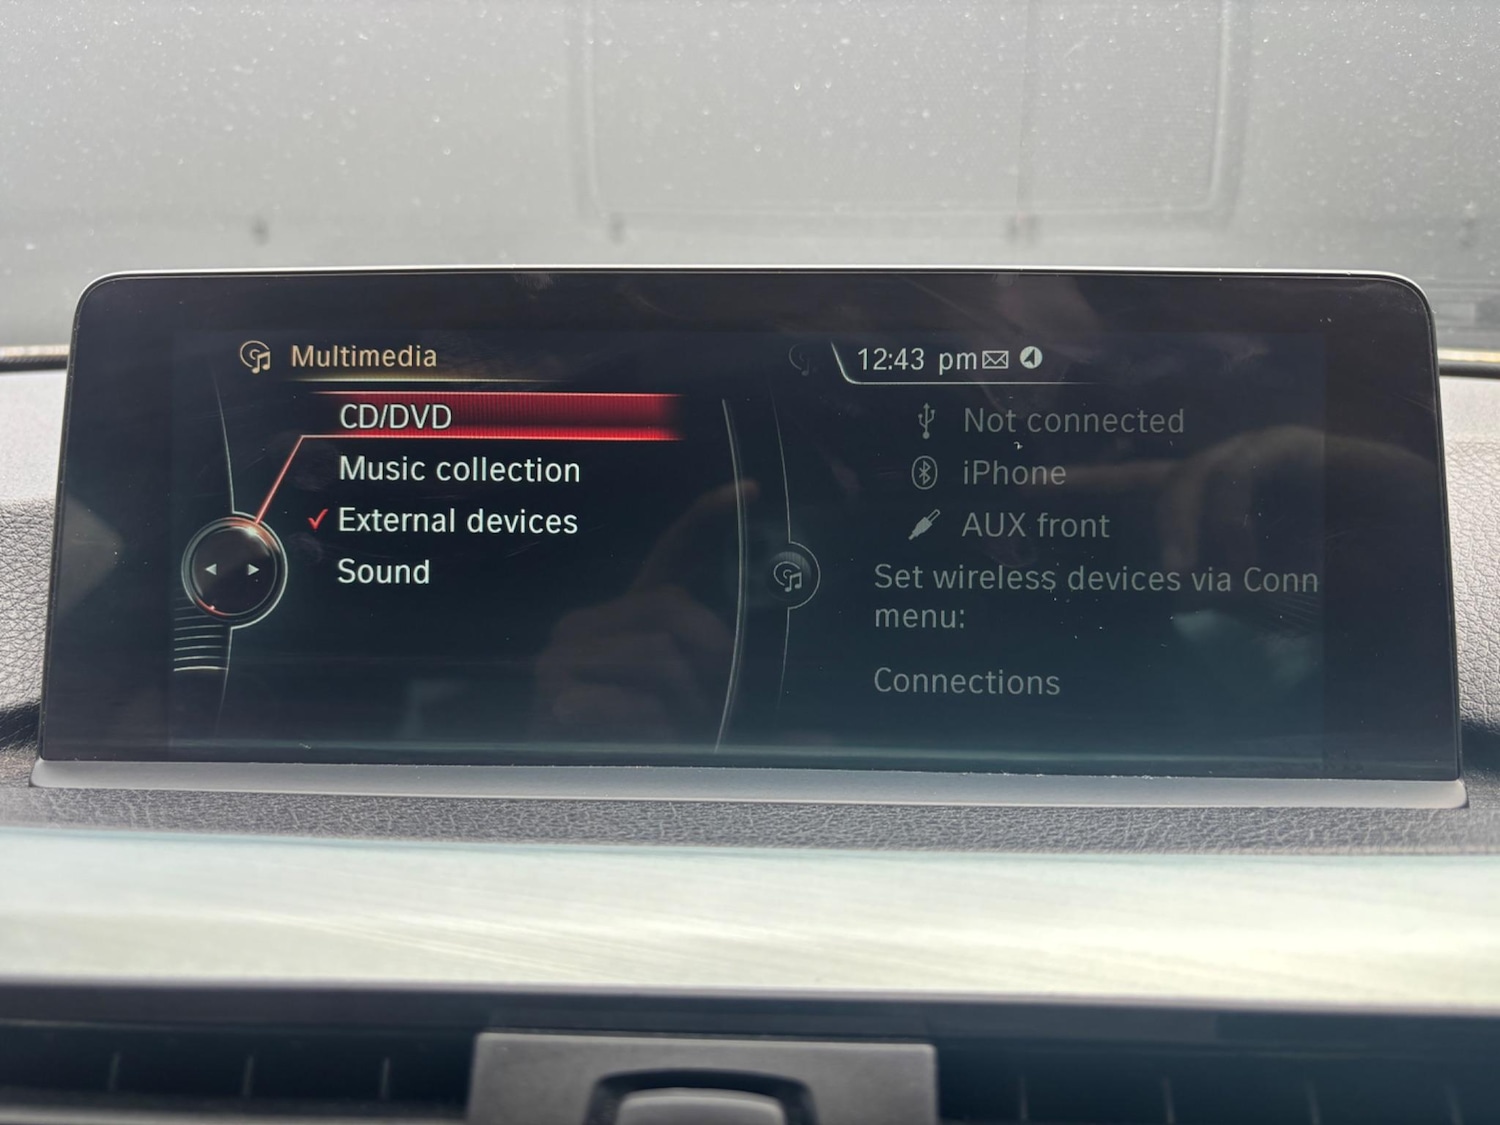 Multimedia
CD/DVD
Music collection
External devices
Sound
12:43 pm
Not connected
iPhone
AUX front
Set wireless devices via Conn
menu:
Connections